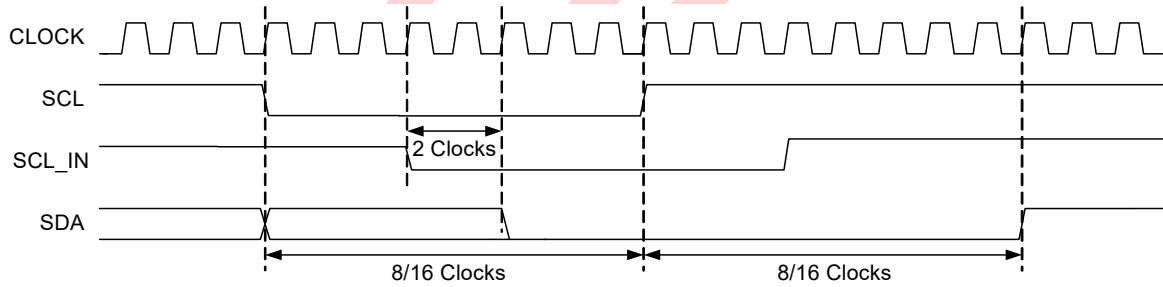 CLOCK
SCL
2 Clocks
SCL_IN
SDA
8/16 Clocks 8/16 Clocks